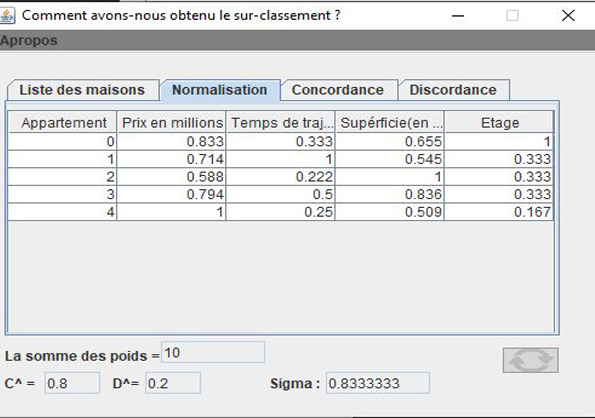 Comment avons-nous obtenu le sur-classement ?
Apropos
Liste des maisons Normalisation Concordance Discordance
Appartement Prix en millions Temps de traj... Supérficie(en ... Etage
0 0.833 0.333 0.655 1
1 0.714 1 0.545 0.333
2 0.588 0.222 1 0.333
3 0.794 0.5 0.836 0.333
4 1 0.25 0.509 0.167
La somme des poids = 10
C^ = 0.8 D^= 0.2 Sigma : 0.8333333